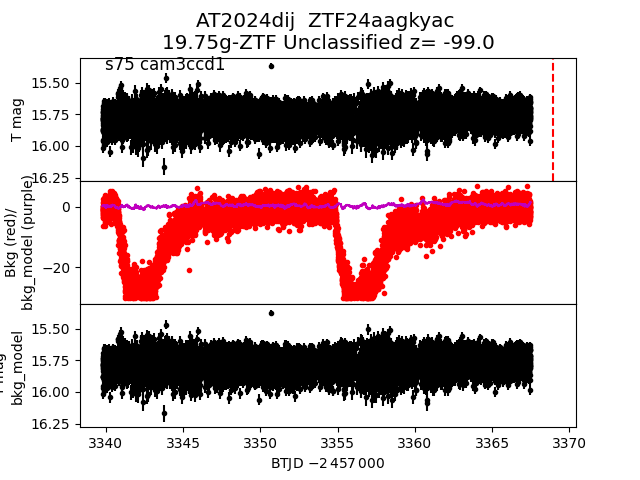 AT2024dij ZTF24aagkyac
19.75g-ZTF Unclassified z= -99.0
s75 cam3ccd1
T mag
15.50
15.75
16.00
16.25
Bkg (red)/
bkg_model (purple)
0
−20
bkg_model
15.50
15.75
16.00
16.25
3340 3345 3350 3355 3360 3365 3370
BTJD −2 457 000